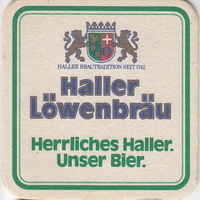 HALLER BRAUTRADITION SEIT 1742
Haller
Löwenbräu
Herrliches Haller.
Unser Bier.